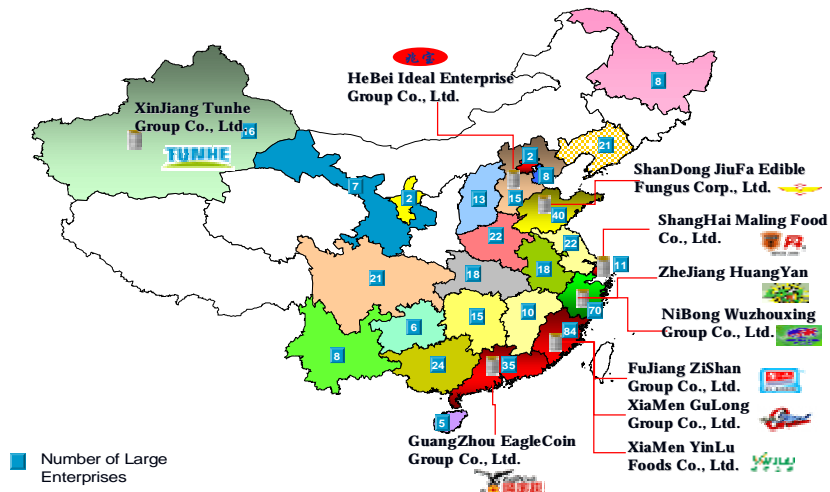 HeBei Ideal Enterprise
Group Co., Ltd.
8
XinJiang Tunhe
Group Co., Ltd.
16
TUNHE
21
2
8
7
2
13
15
ShanDong JiuFa Edible
Fungus Corp., Ltd.
40
22
22
ShangHai Maling Food
Co., Ltd.
11
21
18
18
ZheJiang HuangYan
70
NiBong Wuzhouxing
Group Co., Ltd.
6
15
10
84
8
24
35
FuJiang ZiShan
Group Co., Ltd.
XiaMen GuLong
Group Co., Ltd.
5
GuangZhou EagleCoin
Group Co., Ltd.
XiaMen YinLu
Foods Co., Ltd.
YINLU
Number of Large
Enterprises